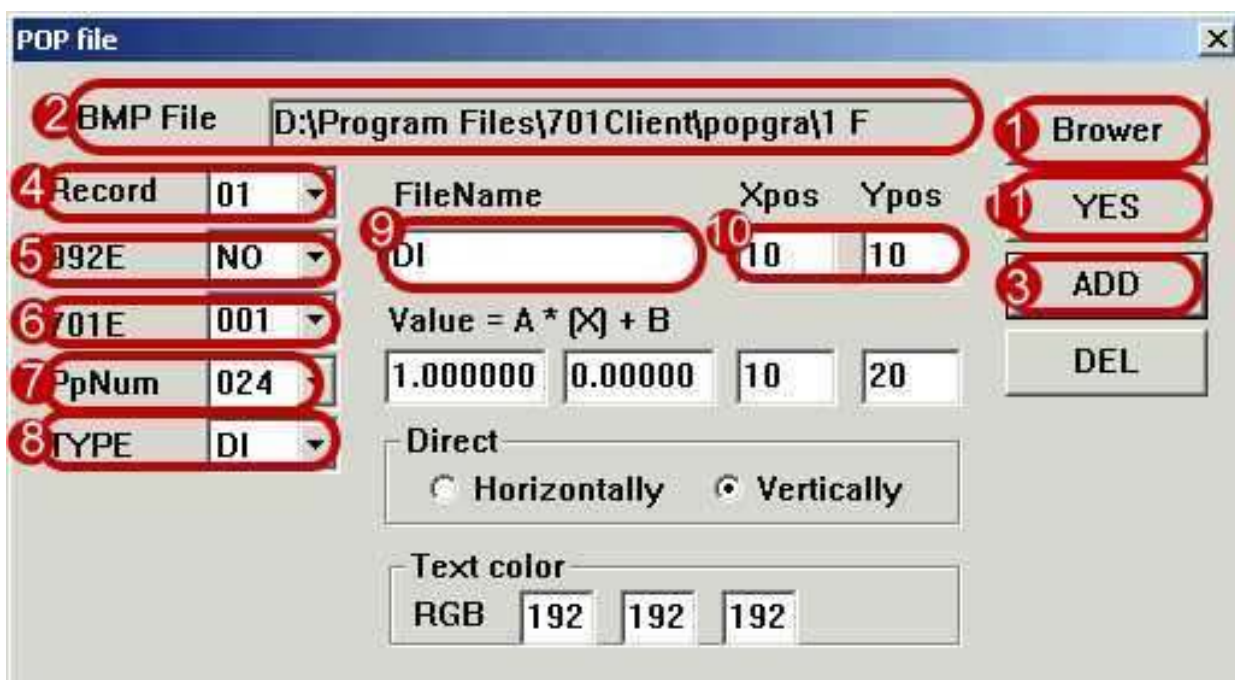 POP file
2 BMP File D:\Program Files\701Client\popgra\1 F
1 Brower
4 Record 01
FileName Xpos Ypos
11 YES
5 992E NO
9 DI
10 10 10
3 ADD
6 701E 001
Value = A * (X) + B
7 PpNum 024
1.000000 0.00000 10 20
DEL
8 TYPE DI
Direct
Horizontally Vertically
Text color
RGB 192 192 192